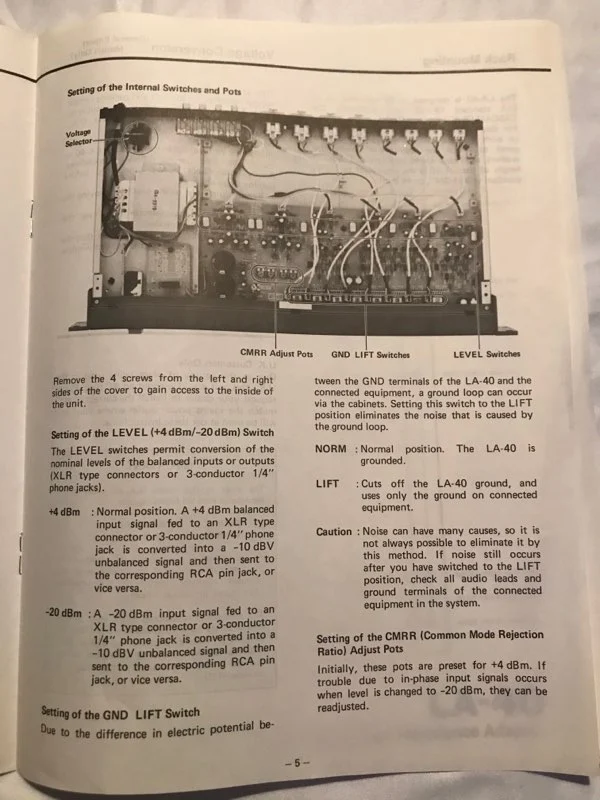 Setting of the Internal Switches and Pots
Voltage
Selector
CMRR Adjust Pots
GND LIFT Switches
LEVEL Switches
Remove the 4 screws from the left and right
sides of the cover to gain access to the inside of
the unit.
Setting of the LEVEL (+4 dBm/-20 dBm) Switch
The LEVEL switches permit conversion of the
nominal levels of the balanced inputs or outputs
(XLR type connectors or 3-conductor 1/4"
phone jacks).
+4 dBm : Normal position. A +4 dBm balanced
input signal fed to an XLR type
connector or 3-conductor 1/4" phone
jack is converted into a -10 dBV
unbalanced signal and then sent to
the corresponding RCA pin jack, or
vice versa.
-20 dBm : A -20 dBm input signal fed to an
XLR type connector or 3-conductor
1/4" phone jack is converted into a
-10 dBV unbalanced signal and then
sent to the corresponding RCA pin
jack, or vice versa.
Setting of the GND LIFT Switch
Due to the difference in electric potential be-
tween the GND terminals of the LA-40 and the
connected equipment, a ground loop can occur
via the cabinets. Setting this switch to the LIFT
position eliminates the noise that is caused by
the ground loop.
NORM : Normal position. The LA-40 is
grounded.
LIFT : Cuts off the LA-40 ground, and
uses only the ground on connected
equipment.
Caution : Noise can have many causes, so it is
not always possible to eliminate it by
this method. If noise still occurs
after you have switched to the LIFT
position, check all audio leads and
ground terminals of the connected
equipment in the system.
Setting of the CMRR (Common Mode Rejection
Ratio) Adjust Pots
Initially, these pots are preset for +4 dBm. If
trouble due to in-phase input signals occurs
when level is changed to -20 dBm, they can be
readjusted.
– 5 –